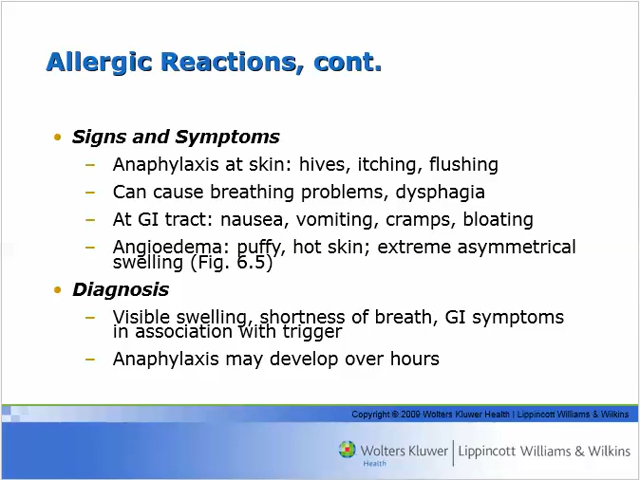 Allergic Reactions, cont.
• Signs and Symptoms
– Anaphylaxis at skin: hives, itching, flushing
– Can cause breathing problems, dysphagia
– At GI tract: nausea, vomiting, cramps, bloating
– Angioedema: puffy, hot skin; extreme asymmetrical
swelling (Fig. 6.5)
• Diagnosis
– Visible swelling, shortness of breath, GI symptoms
in association with trigger
– Anaphylaxis may develop over hours
Copyright © 2009 Wolters Kluwer Health | Lippincott Williams & Wilkins
Wolters Kluwer | Lippincott Williams & Wilkins
Health